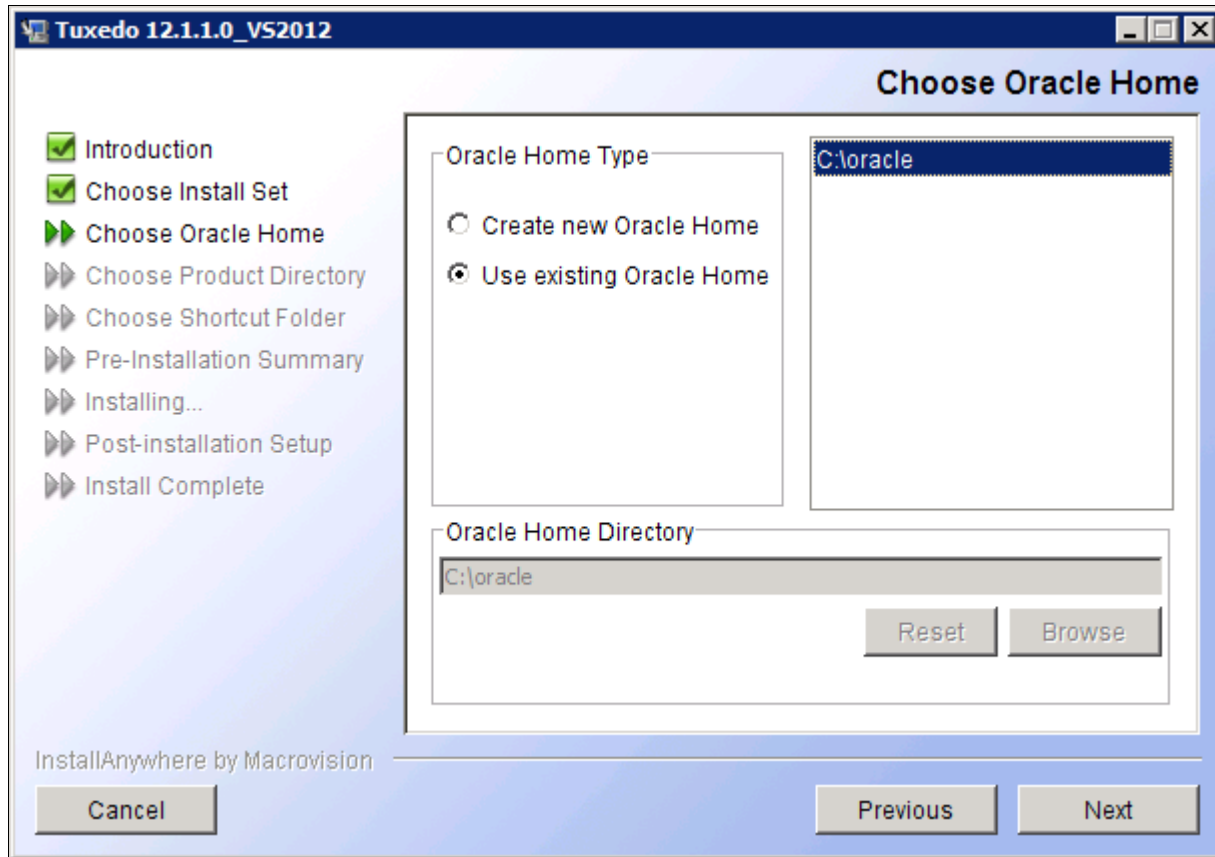 Tuxedo 12.1.1.0_VS2012
Choose Oracle Home
Introduction
Choose Install Set
Choose Oracle Home
Choose Product Directory
Choose Shortcut Folder
Pre-Installation Summary
Installing...
Post-installation Setup
Install Complete
Oracle Home Type
Create new Oracle Home
Use existing Oracle Home
C:\oracle
Oracle Home Directory
C:\oracle
Reset
Browse
InstallAnywhere by Macrovision
Cancel
Previous
Next